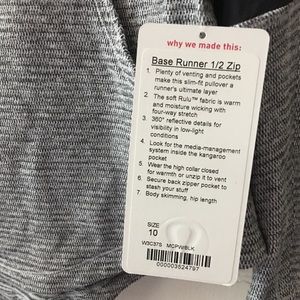 why we made this:
Base Runner 1/2 Zip
1. Plenty of venting and pockets
make this slim-fit pullover a
runner's ultimate layer
2. The soft Rulu™ fabric is warm
and moisture wicking with
four-way stretch
3. 360° reflective details for
visibility in low-light
conditions
4. Look for the media-management
system inside the kangaroo
pocket
5. Wear the high collar closed
for warmth or unzip it to vent
6. Secure back zipper pocket to
stash your stuff
7. Body skimming, hip length
SIZE
10
W3C37S MCPW/BLK
000003524797